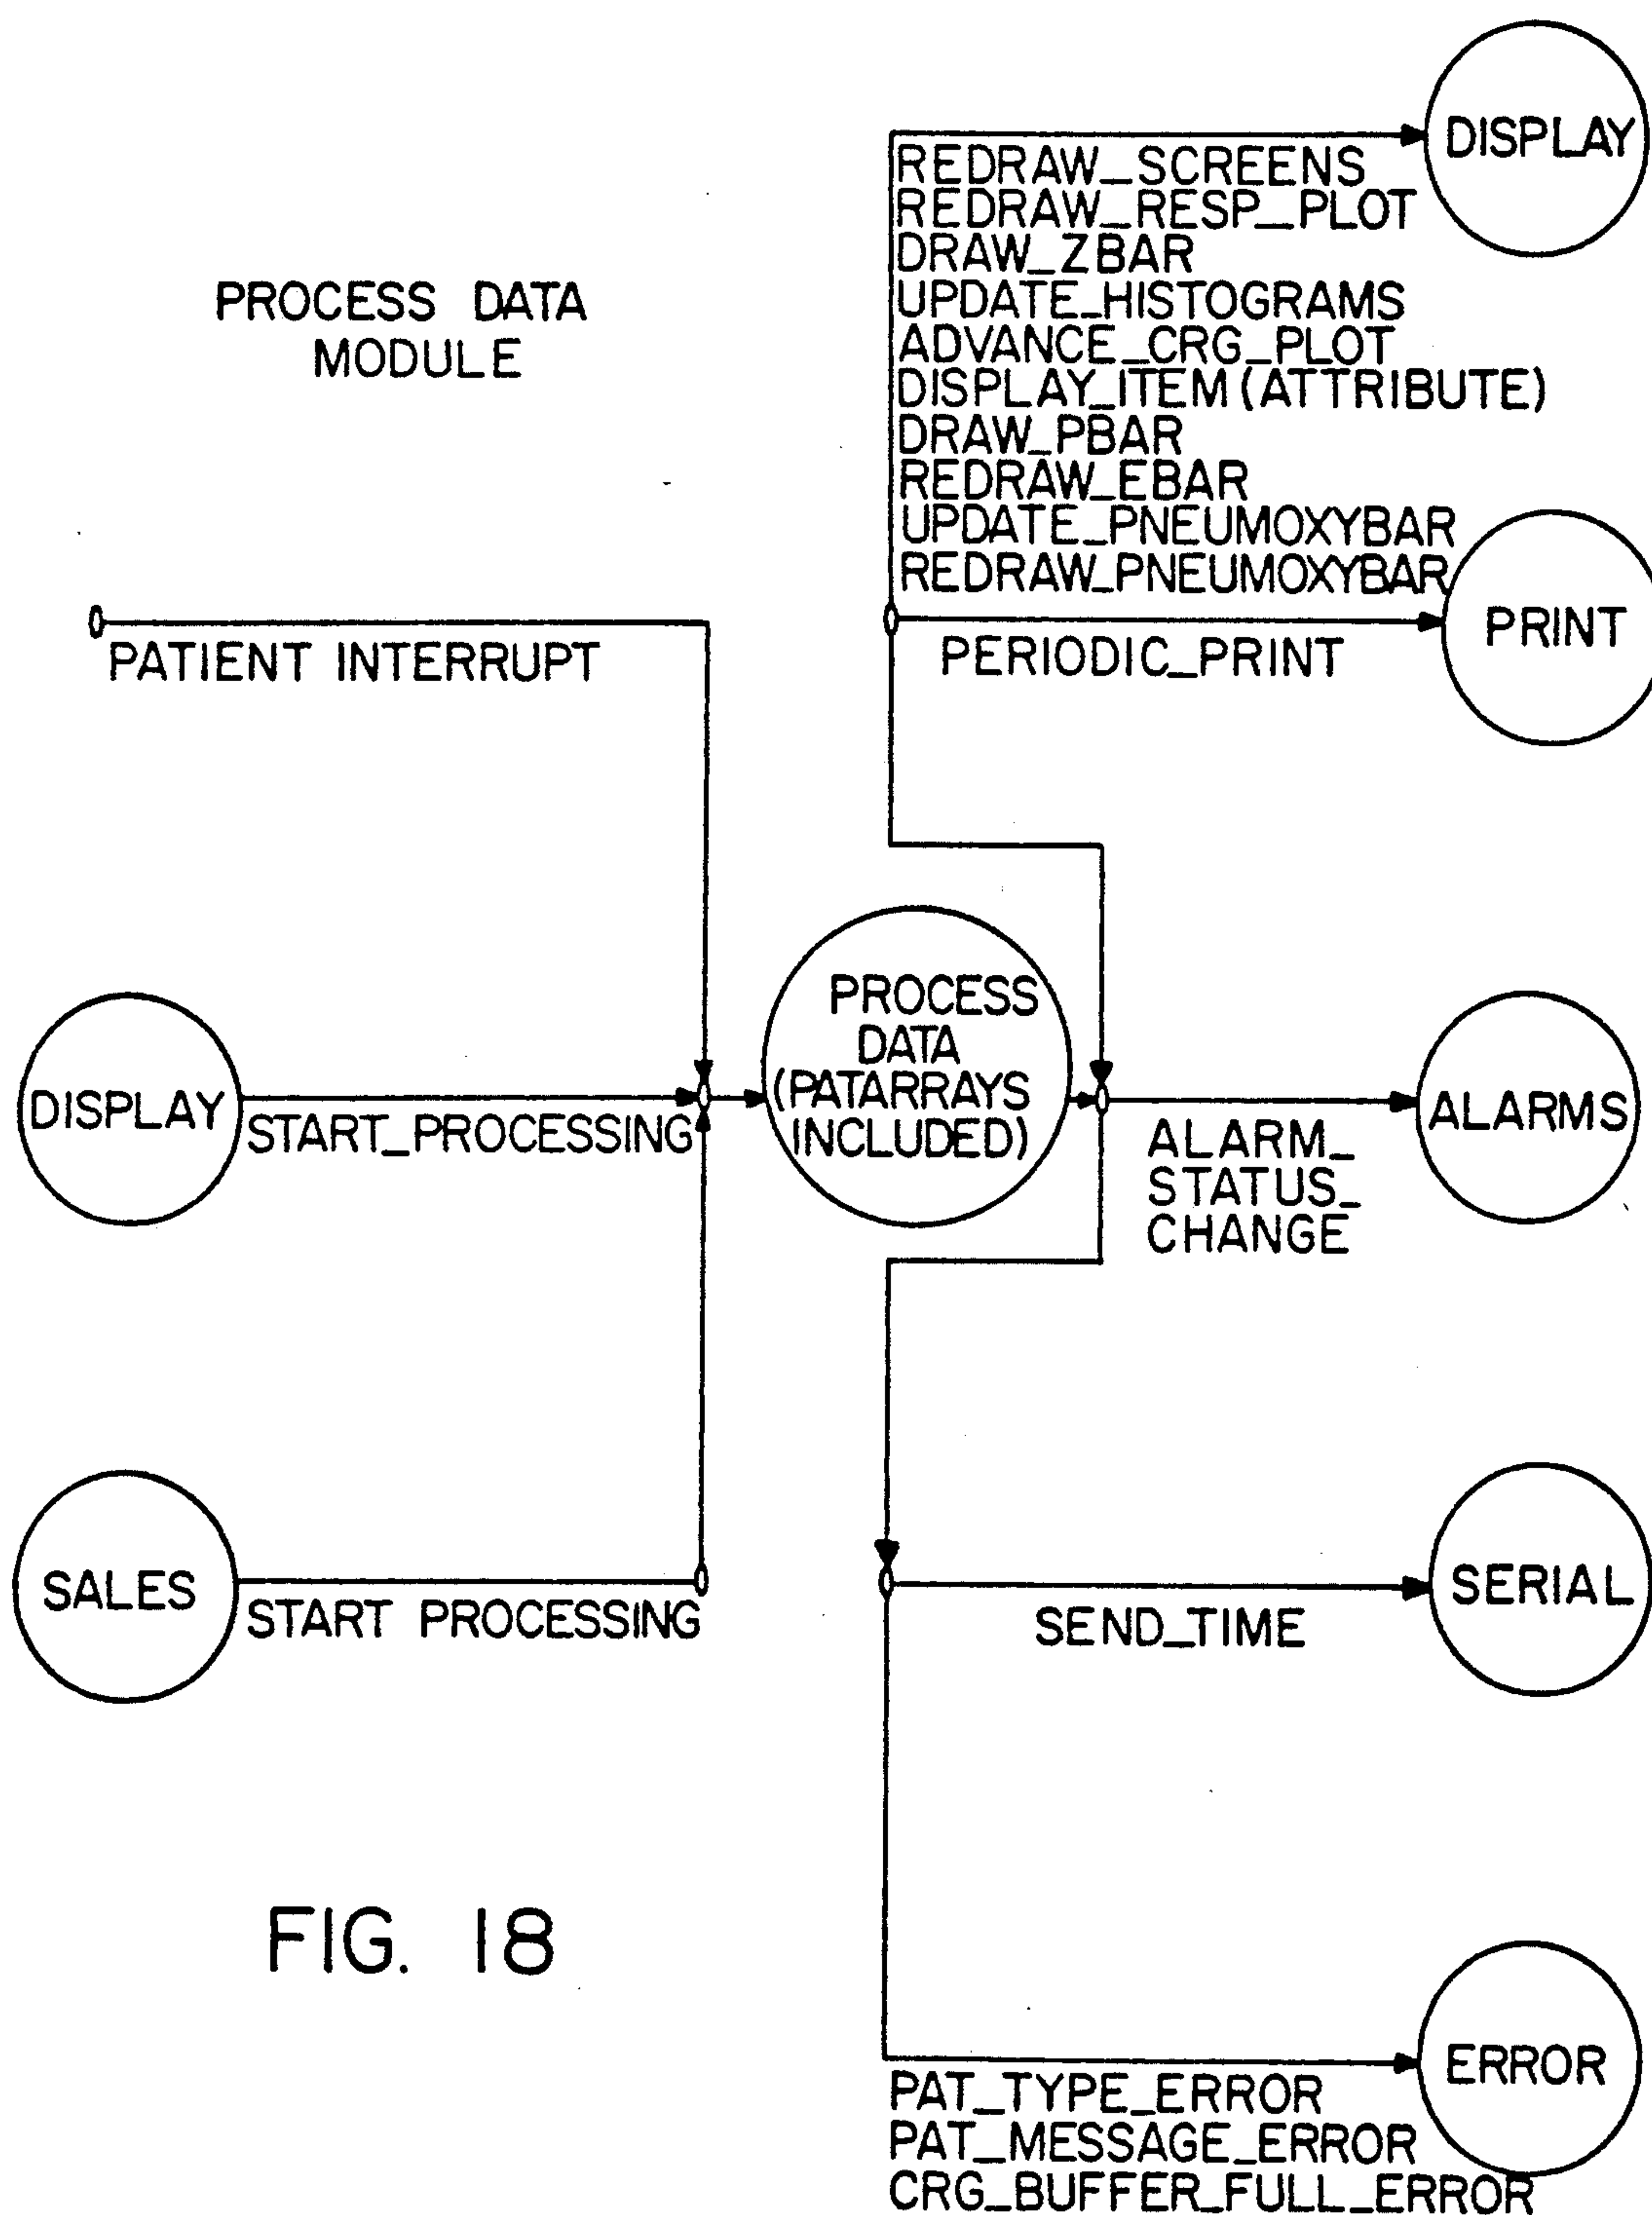 DISPLAY
REDRAW_SCREENS
REDRAW_RESP_PLOT
DRAW_ZBAR
UPDATE_HISTOGRAMS
ADVANCE_CRG_PLOT
DISPLAY_ITEM (ATTRIBUTE)
DRAW_PBAR
REDRAW_EBAR
UPDATE_PNEUMOXYBAR
REDRAW_PNEUMOXYBAR
PROCESS DATA
MODULE
PATIENT INTERRUPT
PERIODIC_PRINT
PRINT
DISPLAY
START_PROCESSING
PROCESS
DATA
(PATARRAYS
INCLUDED)
ALARM_
STATUS_
CHANGE
ALARMS
SALES
START PROCESSING
SEND_TIME
SERIAL
FIG. 18
ERROR
PAT_TYPE_ERROR
PAT_MESSAGE_ERROR
CRG_BUFFER_FULL_ERROR